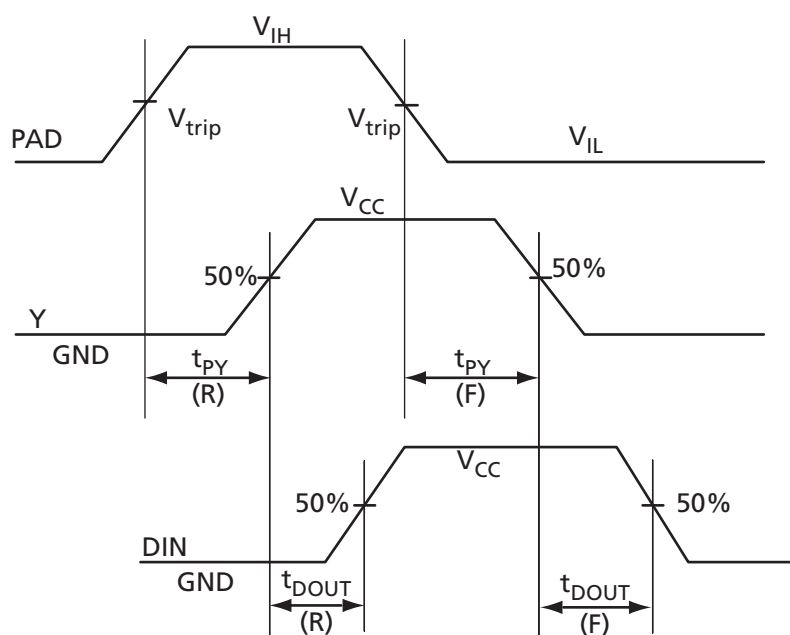 V_IH
V_trip
V_trip
PAD
V_IL
V_CC
50%
50%
Y
GND
t_PY
(R)
t_PY
(F)
V_CC
50%
50%
DIN
GND
t_DOUT
(R)
t_DOUT
(F)